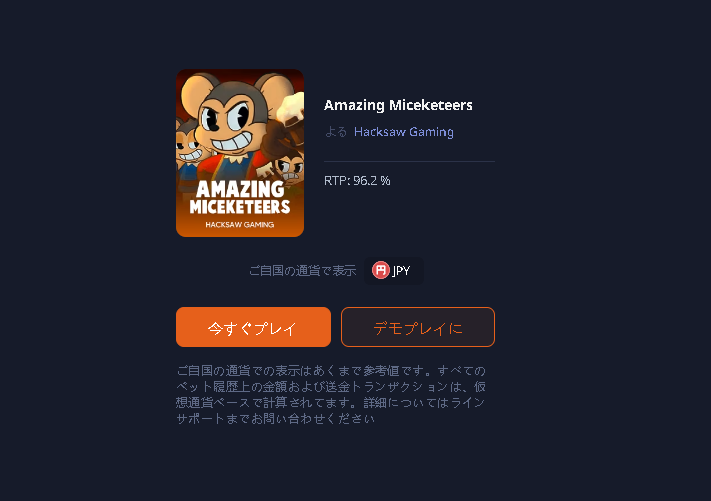 Amazing Miceketeers
よる Hacksaw Gaming
RTP: 96.2 %
AMAZING
MICEKETEERS
HACKSAW GAMING
ご自国の通貨で表示 円 JPY
今すぐプレイ
デモプレイに
ご自国の通貨での表示はあくまで参考値です。すべての
ベット履歴上の金額および送金トランザクションは、仮
想通貨ベースで計算されてます。詳細についてはライン
サポートまでお問い合わせください